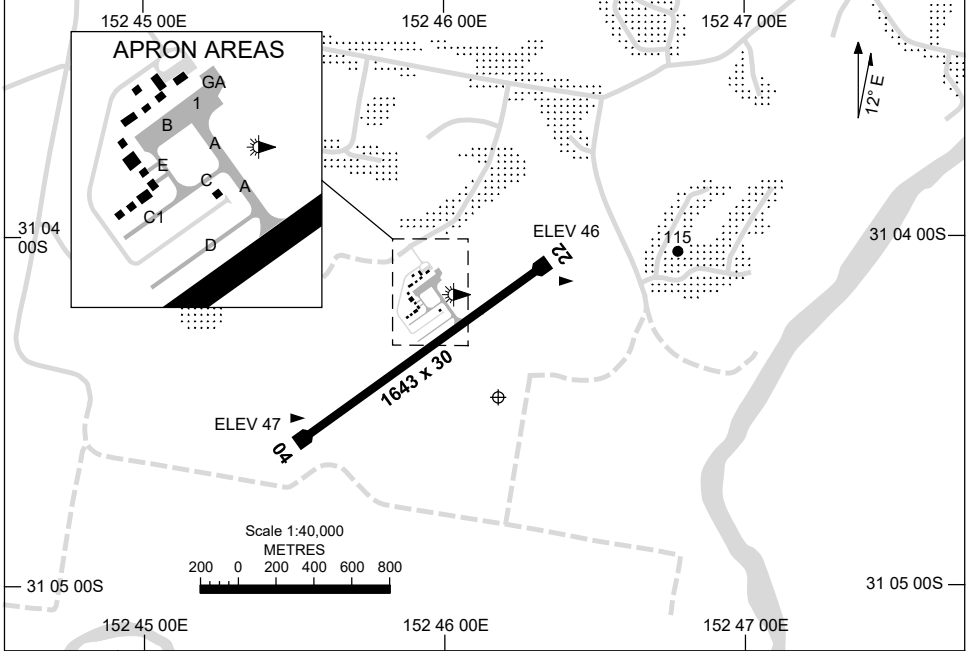 152 45 00E
152 46 00E
152 47 00E
APRON AREAS
GA
1
B
A
E
C
A
C1
D
12° E
31 04
00S
31 04 00S
115
ELEV 46
22
1643 x 30
ELEV 47
04
Scale 1:40,000
METRES
200 0 200 400 600 800
31 05 00S
31 05 00S
152 45 00E
152 46 00E
152 47 00E